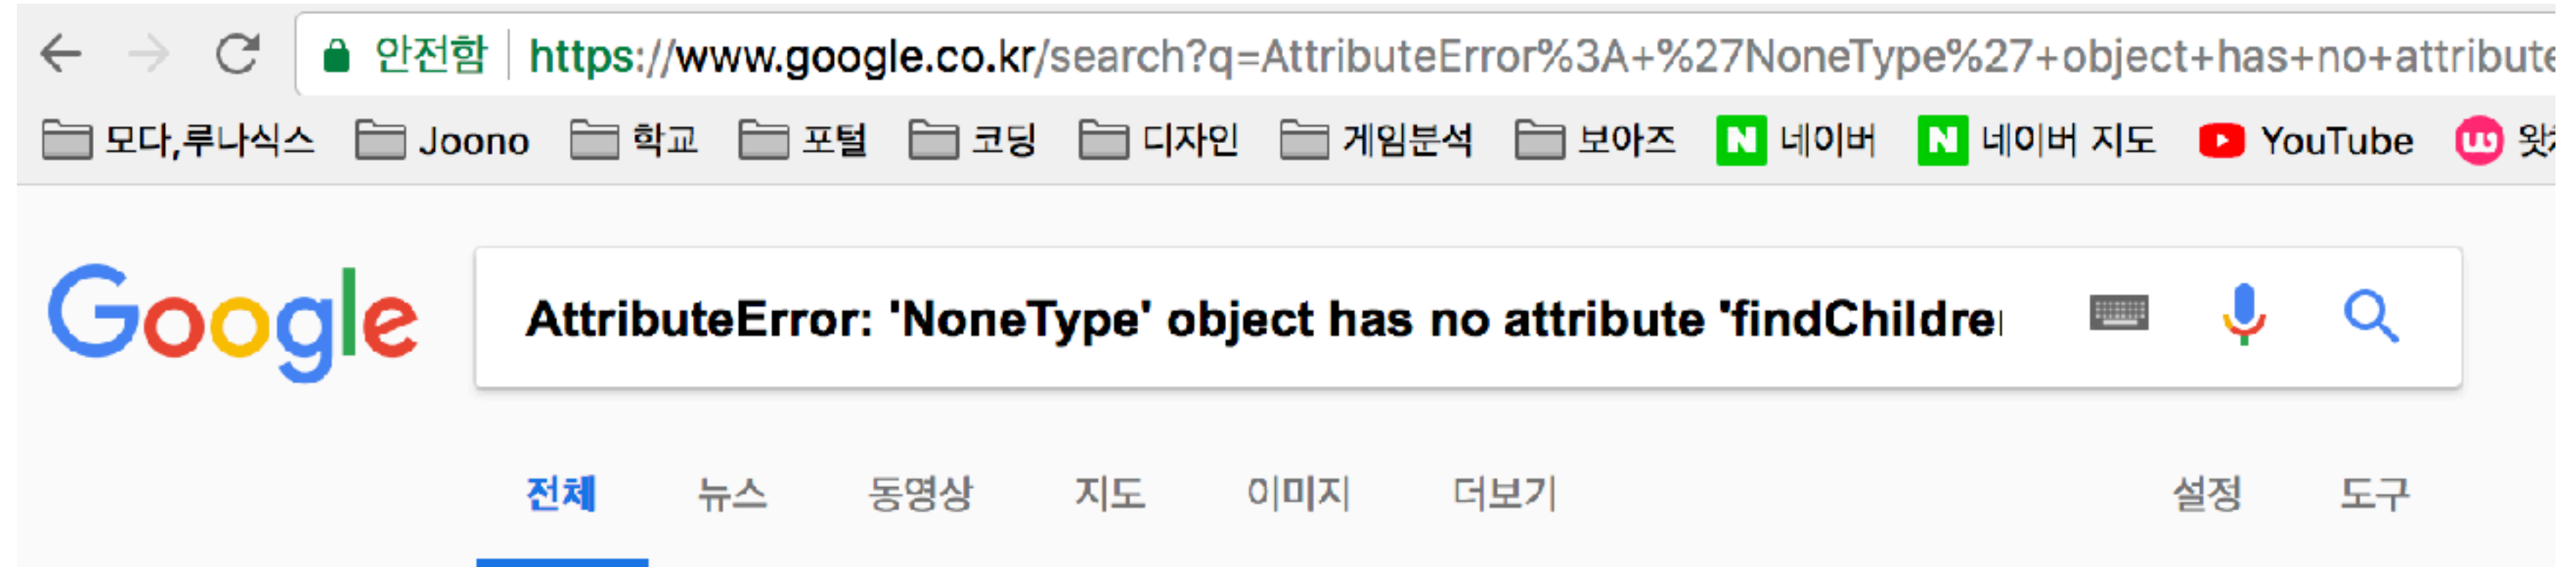 안전함 https://www.google.co.kr/search?q=AttributeError%3A+%27NoneType%27+object+has+no+attribute
모다,루나식스 Joono 학교 포털 코딩 디자인 게임분석 보아즈 N 네이버 N 네이버 지도 YouTube
Google AttributeError: 'NoneType' object has no attribute 'findChildre
전체 뉴스 동영상 지도 이미지 더보기 설정 도구